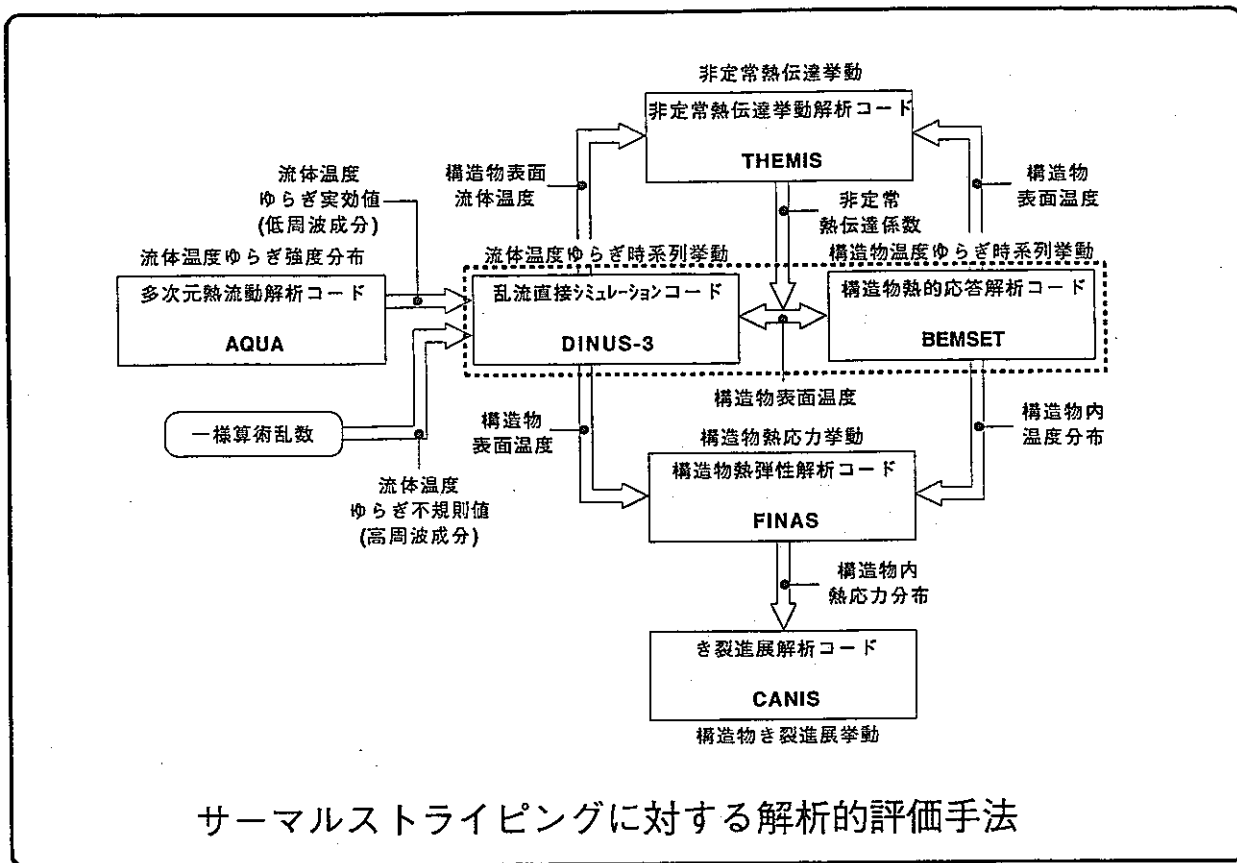 非定常熱伝達挙動
非定常熱伝達挙動解析コード
THEMIS
流体温度
ゆらぎ実効値
(低周波成分)
構造物表面
流体温度
非定常
熱伝達係数
構造物
表面温度
流体温度ゆらぎ強度分布
流体温度ゆらぎ時系列挙動
構造物温度ゆらぎ時系列挙動
多次元熱流動解析コード
AQUA
乱流直接シミュレーションコード
DINUS-3
構造物熱的応答解析コード
BEMSET
構造物表面温度
一様算術乱数
構造物
表面温度
構造物内
温度分布
流体温度
ゆらぎ不規則値
(高周波成分)
構造物熱応力挙動
構造物熱弾性解析コード
FINAS
構造物内
熱応力分布
き裂進展解析コード
CANIS
構造物き裂進展挙動
サーマルストライピングに対する解析的評価手法